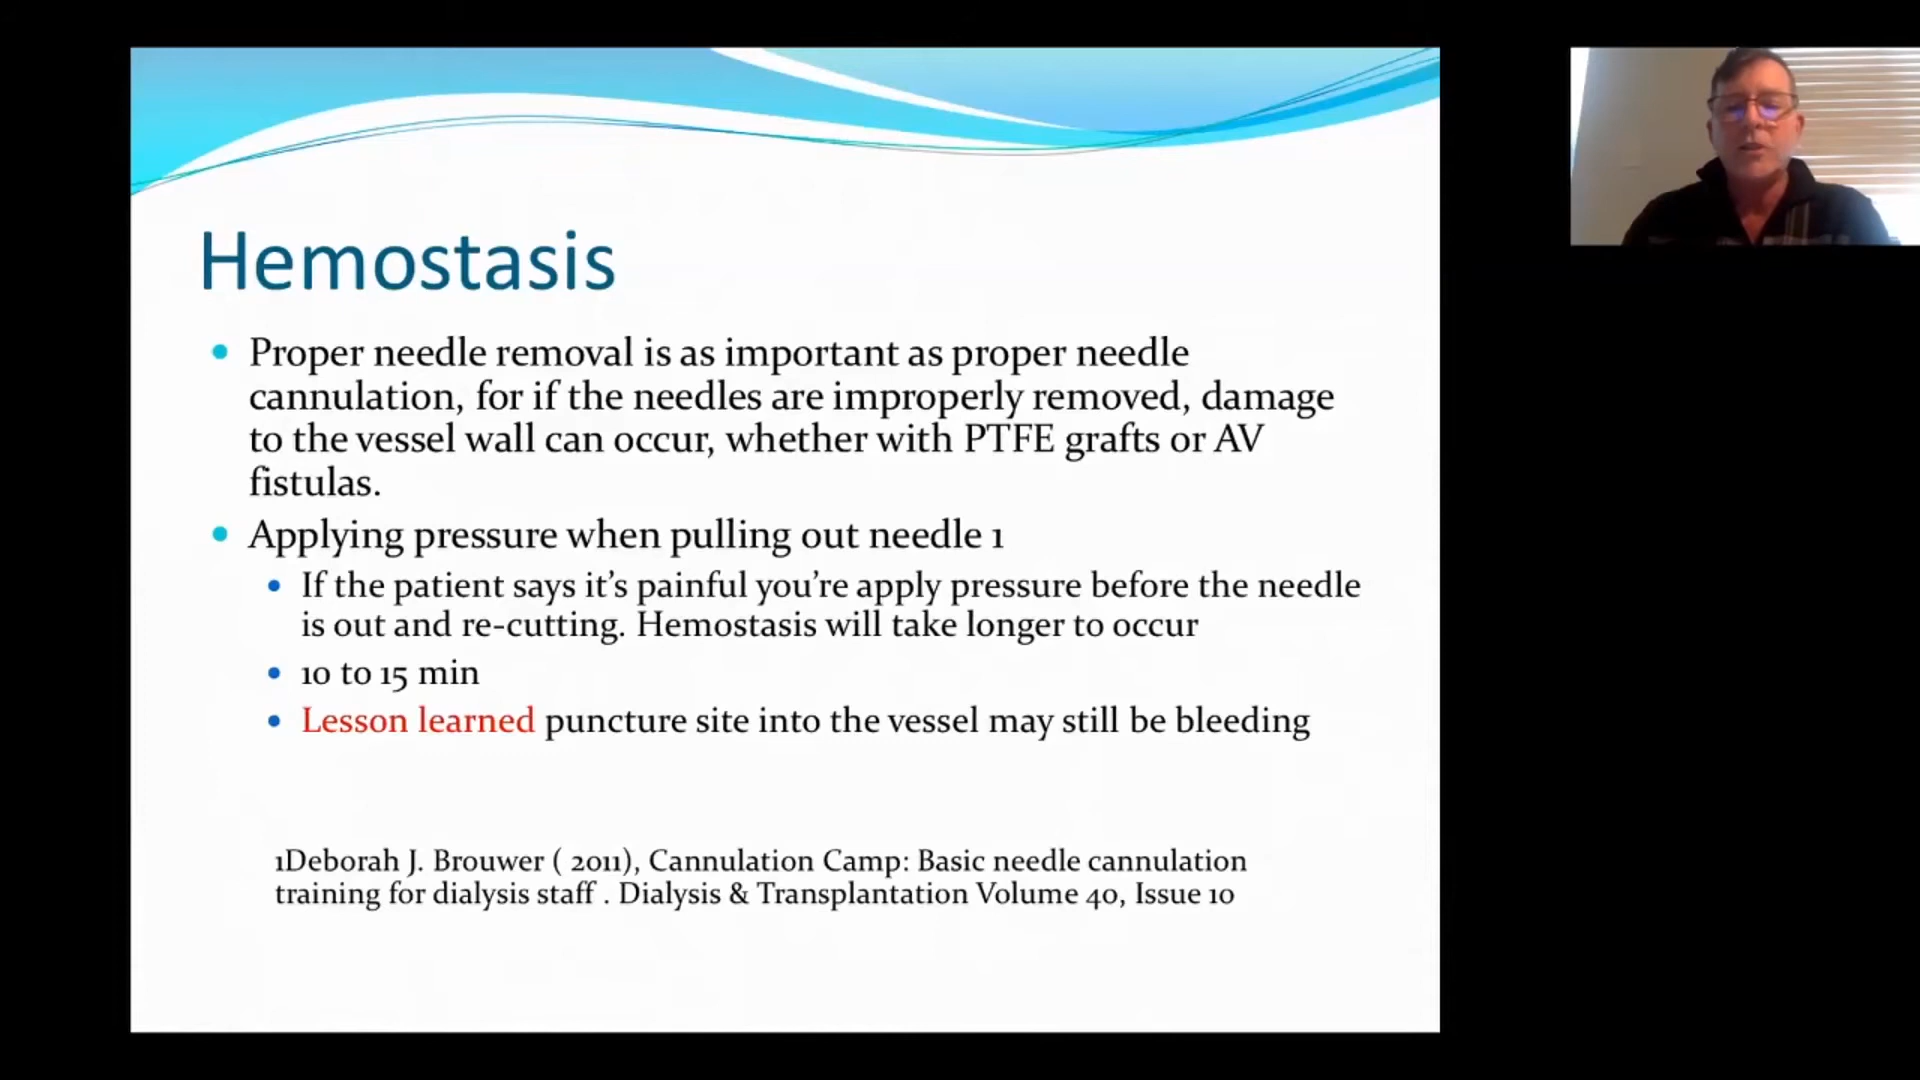 Hemostasis
Proper needle removal is as important as proper needle
cannulation, for if the needles are improperly removed, damage
to the vessel wall can occur, whether with PTFE grafts or AV
fistulas.
Applying pressure when pulling out needle 1
If the patient says it’s painful you’re apply pressure before the needle
is out and re-cutting. Hemostasis will take longer to occur
10 to 15 min
Lesson learned puncture site into the vessel may still be bleeding
1Deborah J. Brouwer ( 2011), Cannulation Camp: Basic needle cannulation
training for dialysis staff . Dialysis & Transplantation Volume 40, Issue 10